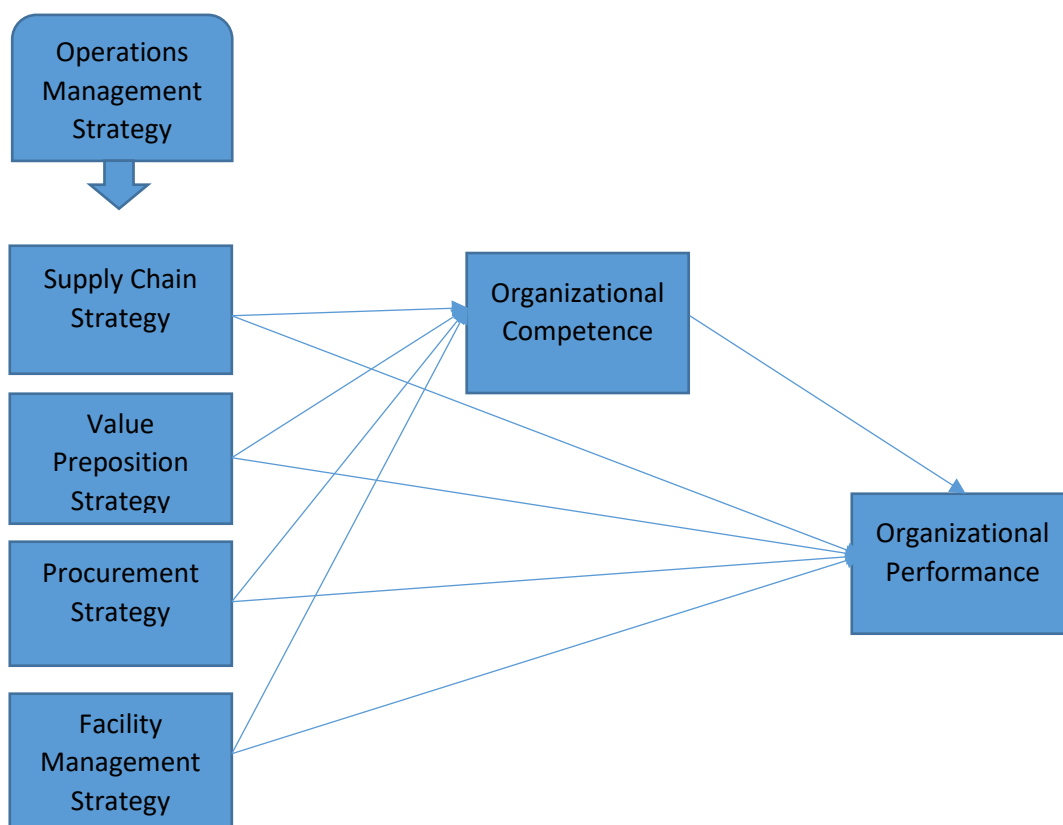 Operations
Management
Strategy
Supply Chain
Strategy
Organizational
Competence
Value
Preposition
Strategy
Organizational
Performance
Procurement
Strategy
Facility
Management
Strategy